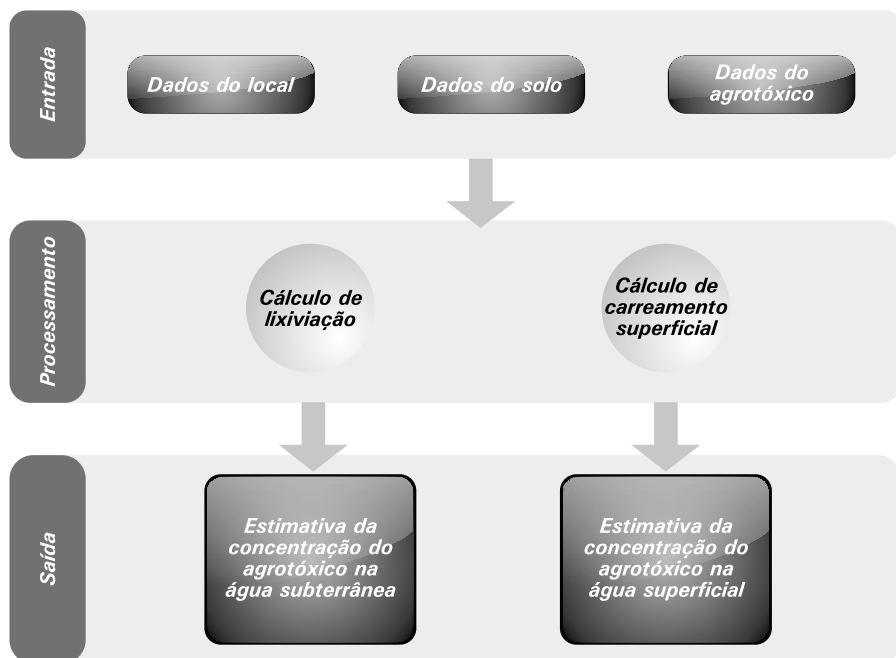 Entrada
Dados do local
Dados do solo
Dados do
agrotóxico
Processamento
Cálculo de
lixiviação
Cálculo de
carreamento
superficial
Saída
Estimativa da
concentração do
agrotóxico na
água subterrânea
Estimativa da
concentração do
agrotóxico na
água superficial